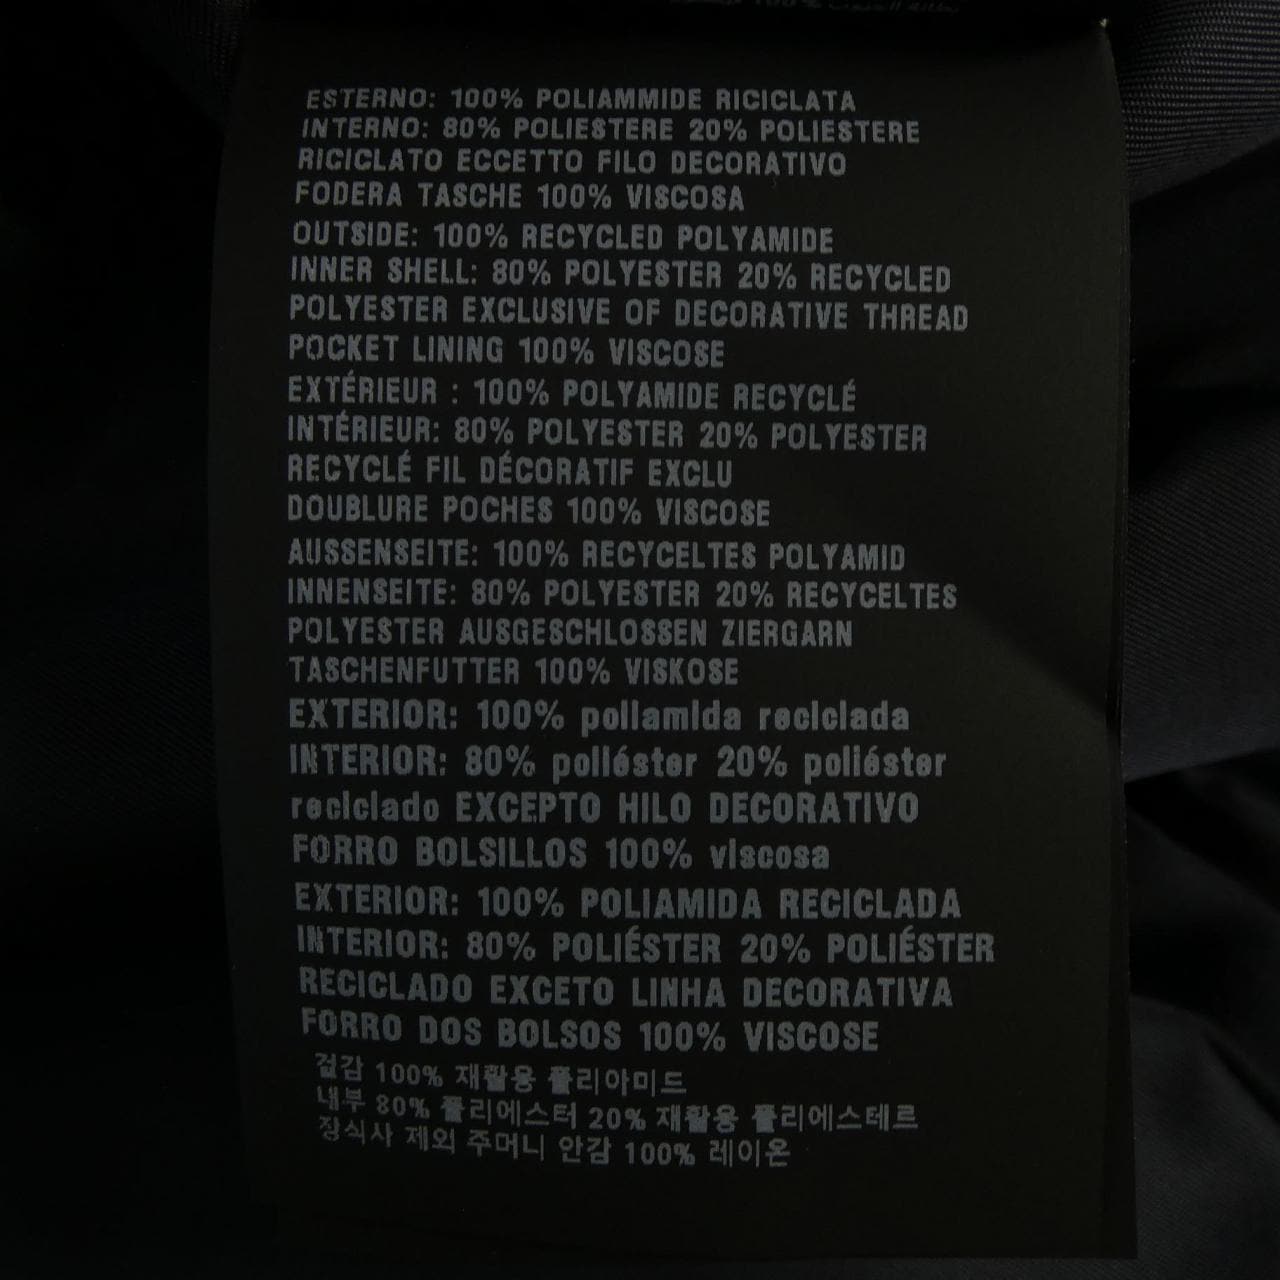 ESTERNO: 100% POLIAMMIDE RICICLATA
INTERNO: 80% POLIESTERE 20% POLIESTERE
RICICLATO ECCETTO FILO DECORATIVO
FODERA TASCHE 100% VISCOSA
OUTSIDE: 100% RECYCLED POLYAMIDE
INNER SHELL: 80% POLYESTER 20% RECYCLED
POLYESTER EXCLUSIVE OF DECORATIVE THREAD
POCKET LINING 100% VISCOSE
EXTÉRIEUR : 100% POLYAMIDE RECYCLÉ
INTÉRIEUR: 80% POLYESTER 20% POLYESTER
RECYCLÉ FIL DÉCORATIF EXCLU
DOUBLURE POCHES 100% VISCOSE
AUSSENSEITE: 100% RECYCELTES POLYAMID
INNENSEITE: 80% POLYESTER 20% RECYCELTES
POLYESTER AUSGESCHLOSSEN ZIERGARN
TASCHENFUTTER 100% VISKOSE
EXTERIOR: 100% poliamida reciclada
INTERIOR: 80% poliéster 20% poliéster
reciclado EXCEPTO HILO DECORATIVO
FORRO BOLSILLOS 100% viscosa
EXTERIOR: 100% POLIAMIDA RECICLADA
INTERIOR: 80% POLIÉSTER 20% POLIÉSTER
RECICLADO EXCETO LINHA DECORATIVA
FORRO DOS BOLSOS 100% VISCOSE
겉감 100% 재활용 폴리아미드
내부 80% 폴리에스터 20% 재활용 폴리에스테르
장식사 제외 주머니 안감 100% 레이온